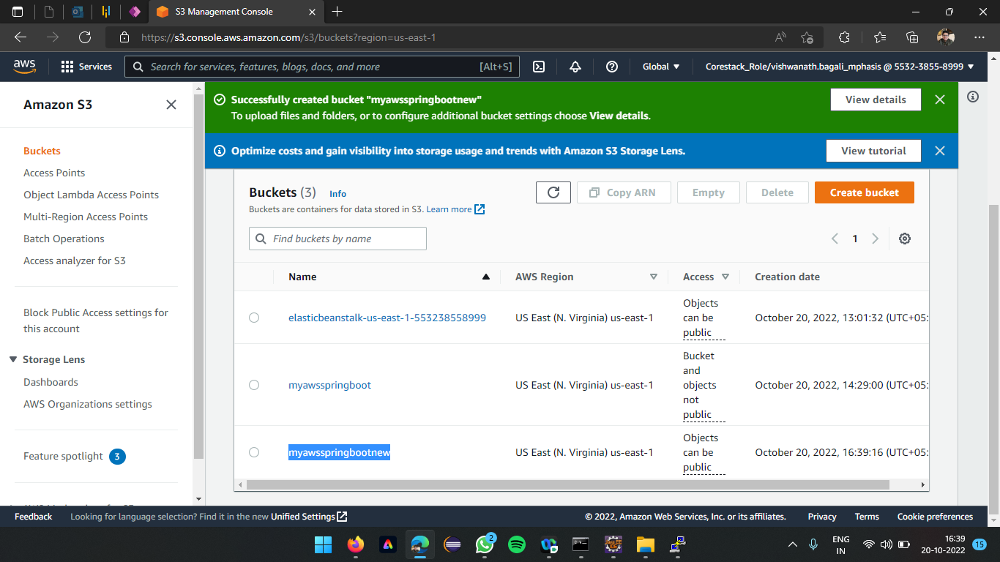 S3 Management Console
https://s3.console.aws.amazon.com/s3/buckets?region=us-east-1
aws
Services
Search for services, features, blogs, docs, and more
[Alt+S]
Global
Corestack_Role/vishwanath.bagali_mphasis @ 5532-3855-8999
Amazon S3
Buckets
Access Points
Object Lambda Access Points
Multi-Region Access Points
Batch Operations
Access analyzer for S3
Block Public Access settings for
this account
Storage Lens
Dashboards
AWS Organizations settings
Feature spotlight 3
Successfully created bucket "myawsspringbootnew"
To upload files and folders, or to configure additional bucket settings choose View details.
View details
Optimize costs and gain visibility into storage usage and trends with Amazon S3 Storage Lens.
View tutorial
Buckets (3) Info
Buckets are containers for data stored in S3. Learn more
Copy ARN
Empty
Delete
Create bucket
Find buckets by name
1
Name AWS Region Access Creation date
elasticbeanstalk-us-east-1-553238558999 US East (N. Virginia) us-east-1
Objects
can be
public
October 20, 2022, 13:01:32 (UTC+05:
myawsspringboot US East (N. Virginia) us-east-1
Bucket
and
objects
not
public
October 20, 2022, 14:29:00 (UTC+05:
myawsspringbootnew US East (N. Virginia) us-east-1
Objects
can be
public
October 20, 2022, 16:39:16 (UTC+05:
Feedback
Looking for language selection? Find it in the new Unified Settings
© 2022, Amazon Web Services, Inc. or its affiliates.
Privacy
Terms
Cookie preferences
2
ENG
IN
16:39
20-10-2022
15